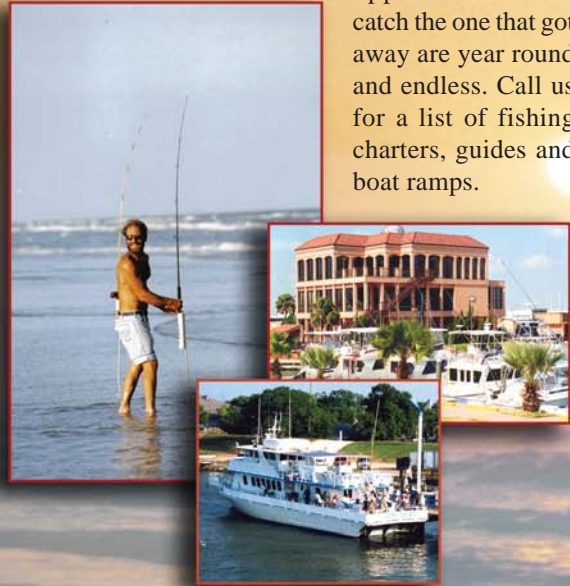 catch the one that got
away are year round
and endless. Call us
for a list of fishing
charters, guides and
boat ramps.